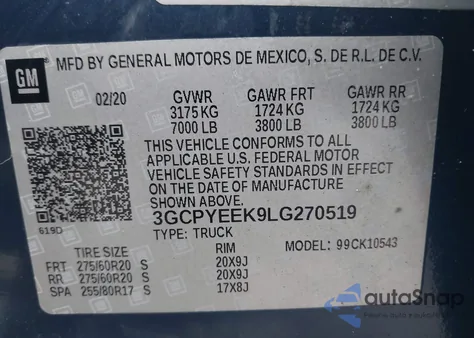 GM
MFD BY GENERAL MOTORS DE MEXICO, S. DE R.L. DE C.V.
02/20 GVWR GAWR FRT GAWR RR
3175 KG 1724 KG 1724 KG
7000 LB 3800 LB 3800 LB
THIS VEHICLE CONFORMS TO ALL
APPLICABLE U.S. FEDERAL MOTOR
VEHICLE SAFETY STANDARDS IN EFFECT
ON THE DATE OF MANUFACTURE
SHOWN ABOVE.
619D
3GCPYEEK9LG270519
TYPE: TRUCK
TIRE SIZE RIM MODEL: 99CK10543
FRT 275/60R20 S 20X9J
RR 275/60R20 S 20X9J
SPA 255/80R17 S 17X8J
autaSnap